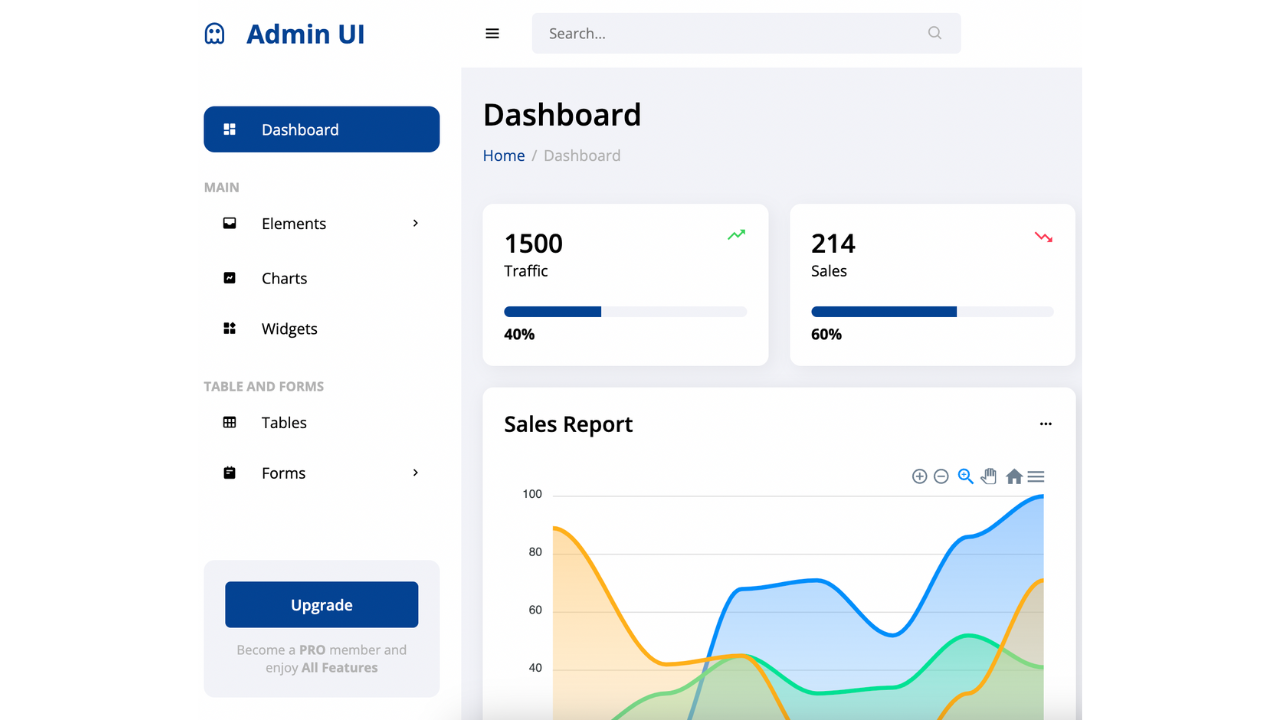 Admin UI
Search...
Dashboard
MAIN
Elements
Charts
Widgets
TABLE AND FORMS
Tables
Forms
Upgrade
Become a PRO member and
enjoy All Features
Dashboard
Home / Dashboard
1500
Traffic
40%
214
Sales
60%
Sales Report
100
80
60
40